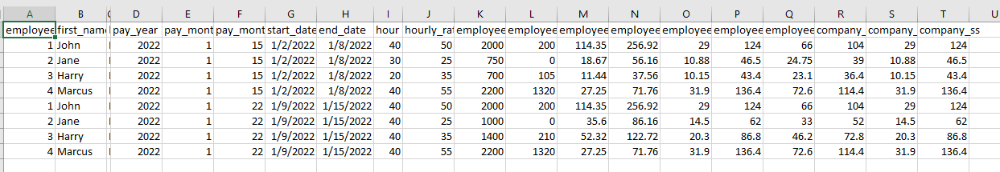 A B C D E F G H I J K L M N O P Q R S T U
employee first_nam pay_year pay_mont pay_mont start_date end_date hour hourly_rat employee employee employee employee employee employee employee company_ company_ company_ss
1 John 2022 1 15 1/2/2022 1/8/2022 40 50 2000 200 114.35 256.92 29 124 66 104 29 124
2 Jane 2022 1 15 1/2/2022 1/8/2022 30 25 750 0 18.67 56.16 10.88 46.5 24.75 39 10.88 46.5
3 Harry 2022 1 15 1/2/2022 1/8/2022 20 35 700 105 11.44 37.56 10.15 43.4 23.1 36.4 10.15 43.4
4 Marcus 2022 1 15 1/2/2022 1/8/2022 40 55 2200 1320 27.25 71.76 31.9 136.4 72.6 114.4 31.9 136.4
1 John 2022 1 22 1/9/2022 1/15/2022 40 50 2000 200 114.35 256.92 29 124 66 104 29 124
2 Jane 2022 1 22 1/9/2022 1/15/2022 40 25 1000 0 35.6 86.16 14.5 62 33 52 14.5 62
3 Harry 2022 1 22 1/9/2022 1/15/2022 40 35 1400 210 52.32 122.72 20.3 86.8 46.2 72.8 20.3 86.8
4 Marcus 2022 1 22 1/9/2022 1/15/2022 40 55 2200 1320 27.25 71.76 31.9 136.4 72.6 114.4 31.9 136.4